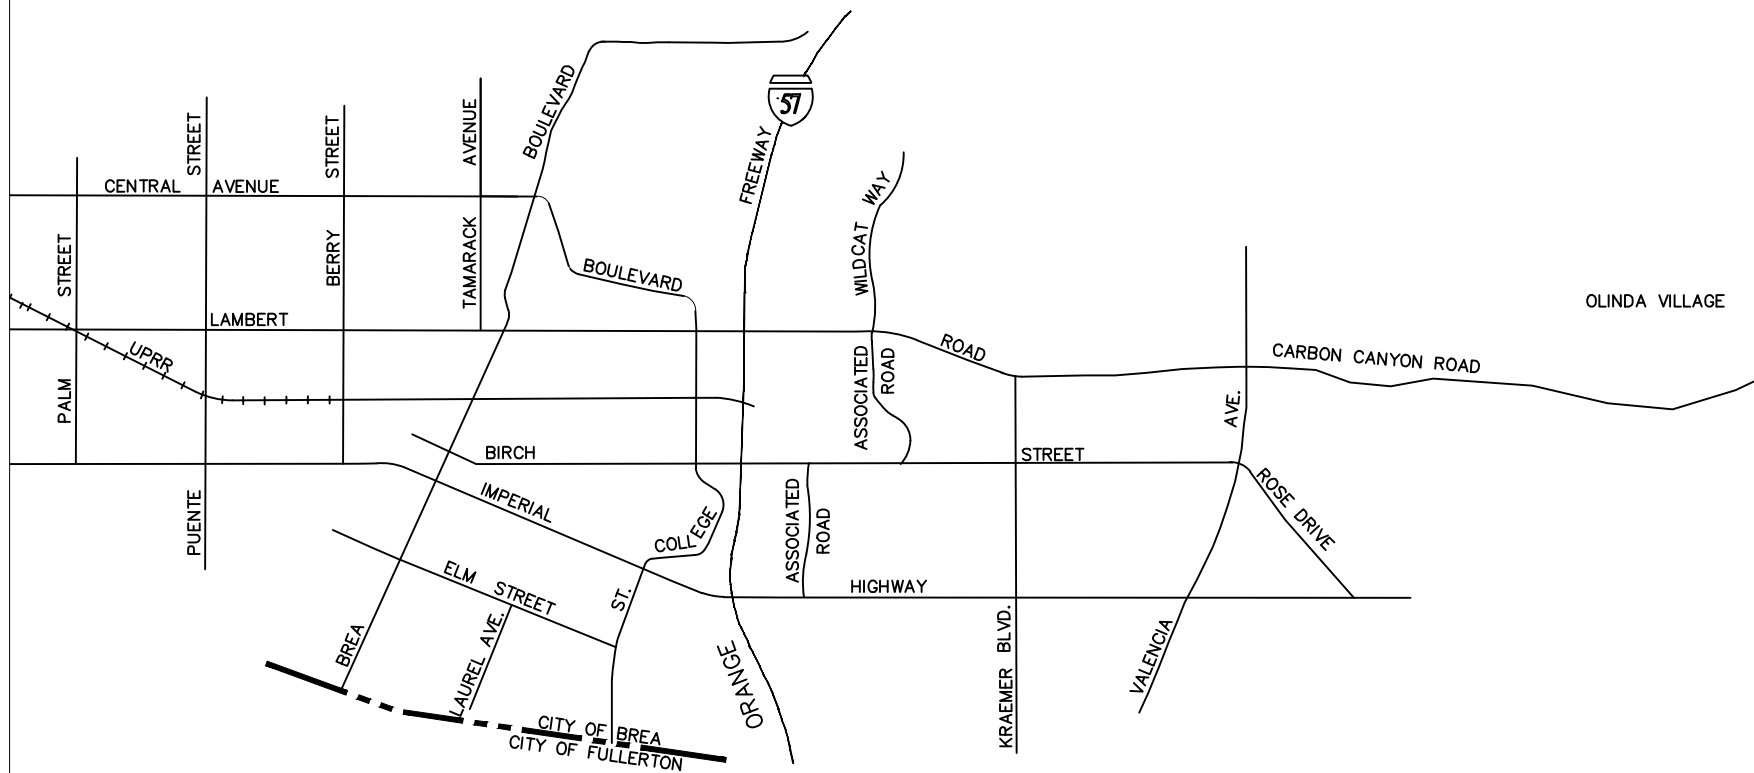 BOULEVARD
57
FREEWAY
STREET
STREET
AVENUE
CENTRAL AVENUE
WILDCAT WAY
STREET
BERRY
TAMARACK
BOULEVARD
OLINDA VILLAGE
LAMBERT
ROAD
UPRR
ASSOCIATED
ROAD
CARBON CANYON ROAD
PALM
AVE.
BIRCH
STREET
PUENTE
IMPERIAL
COLLEGE
ASSOCIATED
ROAD
ROSE DRIVE
ELM STREET
ST.
HIGHWAY
BREA
LAUREL AVE.
ORANGE
KRAEMER BLVD.
VALENCIA
CITY OF BREA
CITY OF FULLERTON